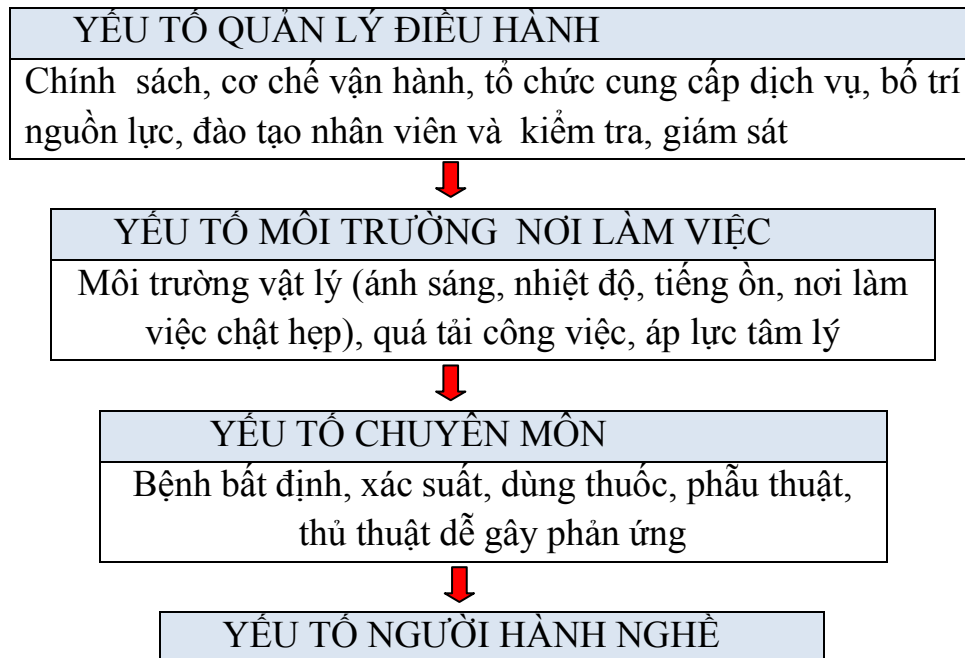 YẾU TỐ QUẢN LÝ ĐIỀU HÀNH
Chính sách, cơ chế vận hành, tổ chức cung cấp dịch vụ, bố trí
nguồn lực, đào tạo nhân viên và kiểm tra, giám sát
YẾU TỐ MÔI TRƯỜNG NƠI LÀM VIỆC
Môi trường vật lý (ánh sáng, nhiệt độ, tiếng ồn, nơi làm
việc chật hẹp), quá tải công việc, áp lực tâm lý
YẾU TỐ CHUYÊN MÔN
Bệnh bất định, xác suất, dùng thuốc, phẫu thuật,
thủ thuật dễ gây phản ứng
YẾU TỐ NGƯỜI HÀNH NGHỀ